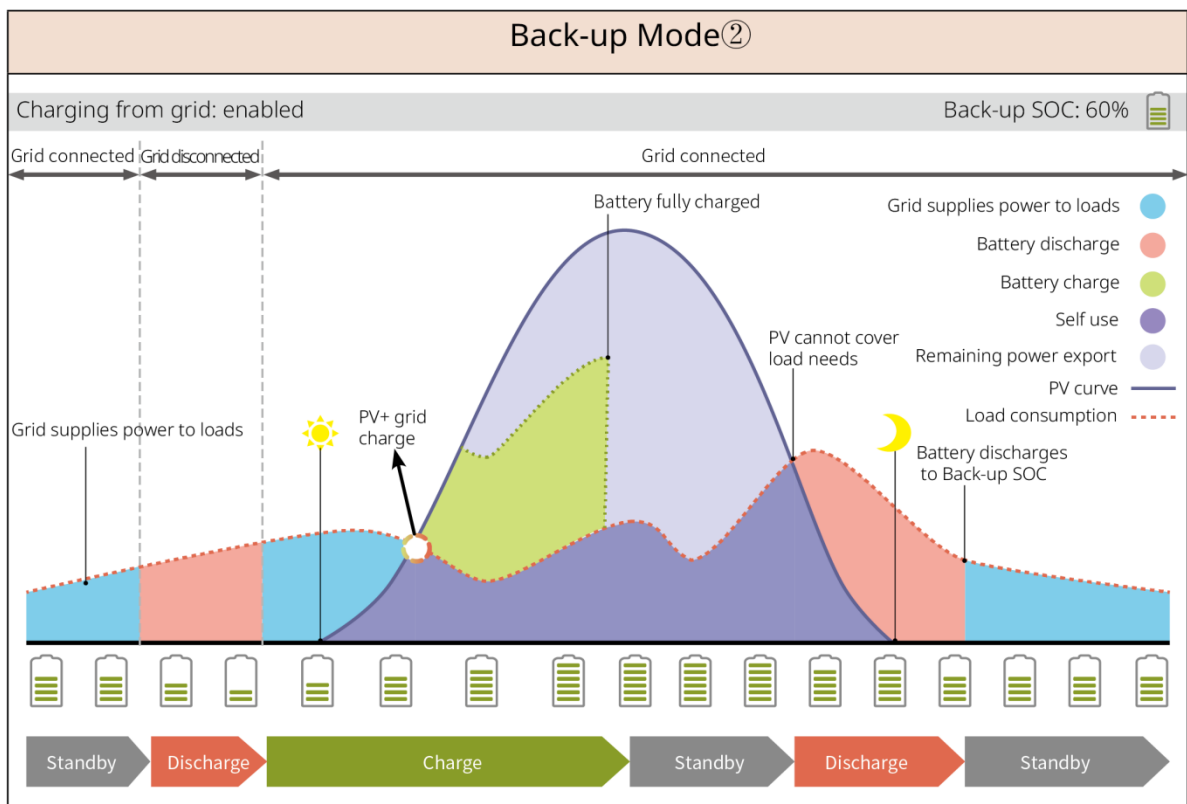 Back-up Mode②
Charging from grid: enabled
Back-up SOC: 60%
Grid connected
Grid disconnected
Grid connected
Battery fully charged
Grid supplies power to loads
Battery discharge
Battery charge
Self use
Remaining power export
PV curve
Load consumption
PV cannot cover
load needs
PV+ grid
charge
Grid supplies power to loads
Battery discharges
to Back-up SOC
Standby
Discharge
Charge
Standby
Discharge
Standby